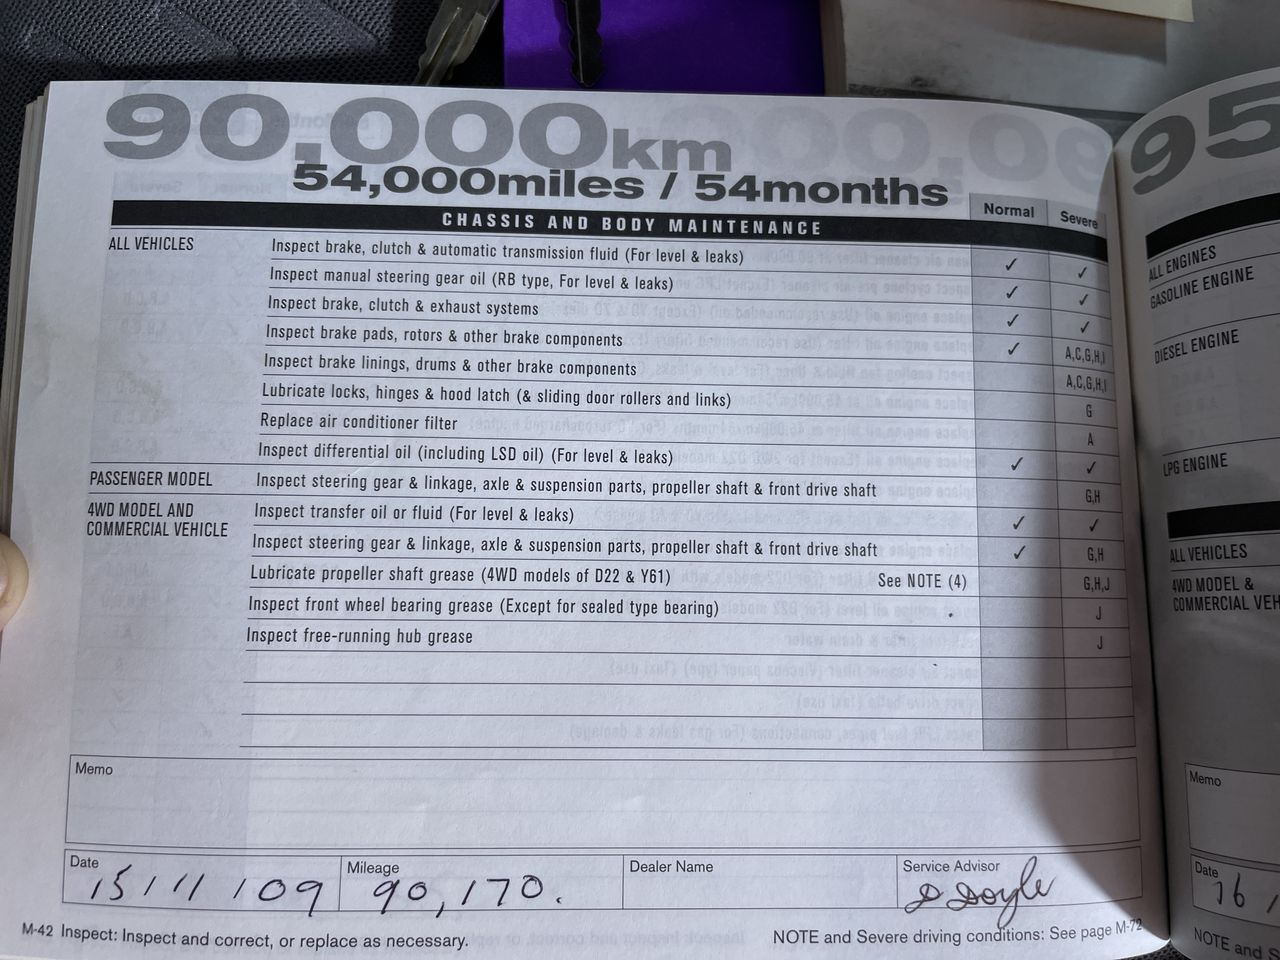 90,000km
54,000miles / 54months
Normal Severe
CHASSIS AND BODY MAINTENANCE
ALL VEHICLES Inspect brake, clutch & automatic transmission fluid (For level & leaks) ✓ ✓
Inspect manual steering gear oil (RB type, For level & leaks) ✓ ✓
Inspect brake, clutch & exhaust systems ✓ ✓
Inspect brake pads, rotors & other brake components ✓ A,C,G,H,I
Inspect brake linings, drums & other brake components A,C,G,H,I
Lubricate locks, hinges & hood latch (& sliding door rollers and links) G
Replace air conditioner filter A
Inspect differential oil (including LSD oil) (For level & leaks) ✓ ✓
PASSENGER MODEL Inspect steering gear & linkage, axle & suspension parts, propeller shaft & front drive shaft G,H
4WD MODEL AND Inspect transfer oil or fluid (For level & leaks) ✓ ✓
COMMERCIAL VEHICLE Inspect steering gear & linkage, axle & suspension parts, propeller shaft & front drive shaft ✓ G,H
Lubricate propeller shaft grease (4WD models of D22 & Y61) See NOTE (4) G,H,J
Inspect front wheel bearing grease (Except for sealed type bearing) J
Inspect free-running hub grease J
Memo
Date Mileage Dealer Name Service Advisor
15/11/09 90,170. D Doyle
M-42 Inspect: Inspect and correct, or replace as necessary. NOTE and Severe driving conditions: See page M-72
95
ALL ENGINES
GASOLINE ENGINE
DIESEL ENGINE
LPG ENGINE
ALL VEHICLES
4WD MODEL &
COMMERCIAL VEH
Memo
Date
16/
NOTE and S